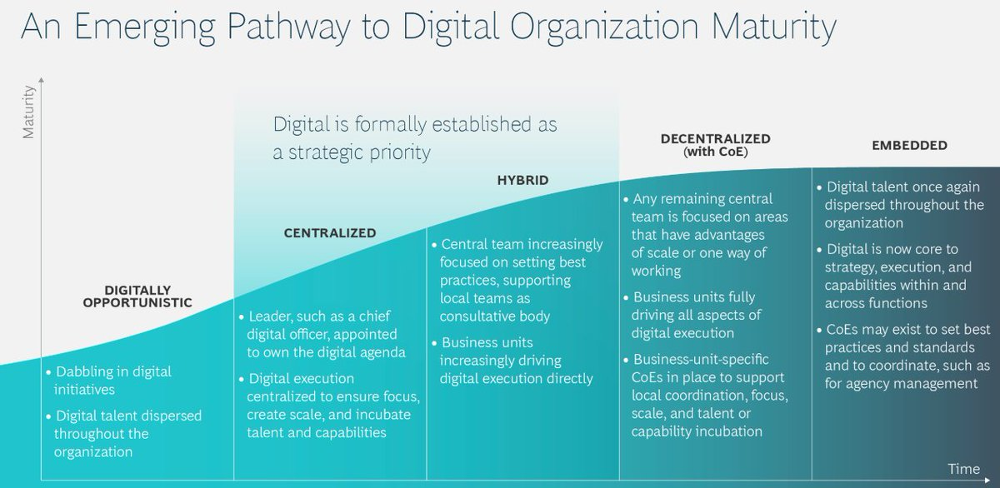 An Emerging Pathway to Digital Organization Maturity
Maturity
Digital is formally established as
a strategic priority
DIGITALLY
OPPORTUNISTIC
• Dabbling in digital
initiatives
• Digital talent dispersed
throughout the
organization
CENTRALIZED
• Leader, such as a chief
digital officer, appointed
to own the digital agenda
• Digital execution
centralized to ensure focus,
create scale, and incubate
talent and capabilities
HYBRID
• Central team increasingly
focused on setting best
practices, supporting
local teams as
consultative body
• Business units
increasingly driving
digital execution directly
DECENTRALIZED
(with CoE)
• Any remaining central
team is focused on areas
that have advantages
of scale or one way of
working
• Business units fully
driving all aspects of
digital execution
• Business-unit-specific
CoEs in place to support
local coordination, focus,
scale, and talent or
capability incubation
EMBEDDED
• Digital talent once again
dispersed throughout the
organization
• Digital is now core to
strategy, execution, and
capabilities within and
across functions
• CoEs may exist to set best
practices and standards
and to coordinate, such as
for agency management
Time